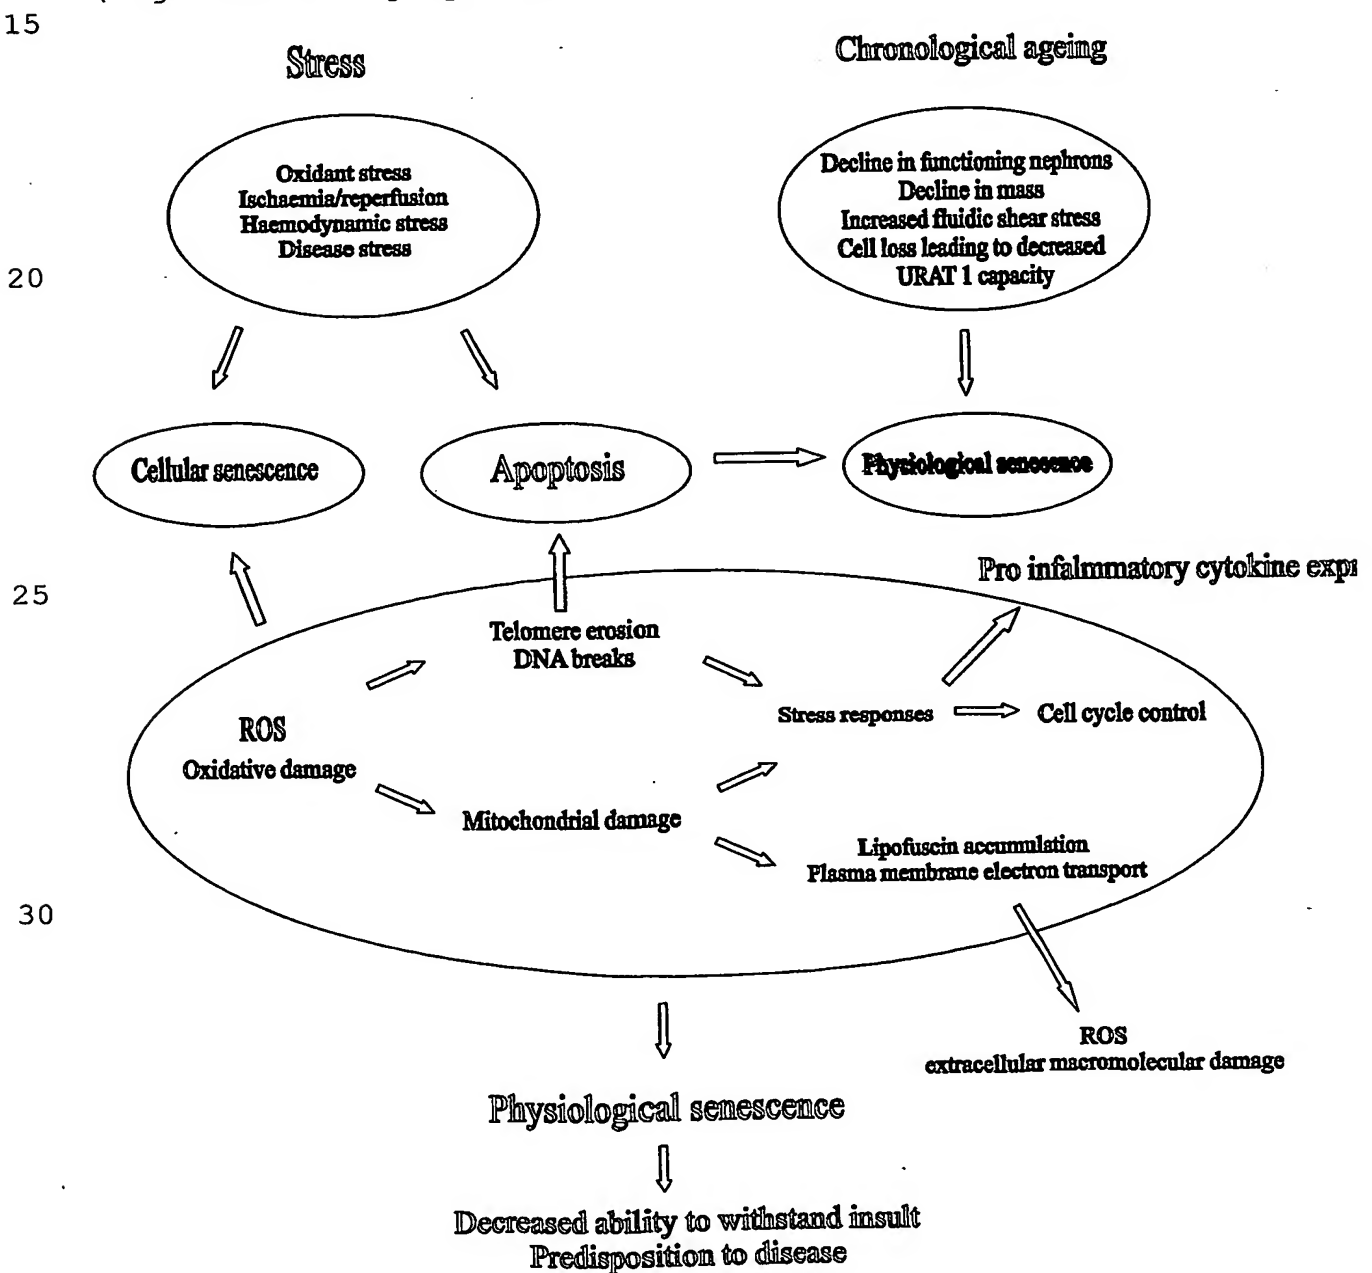 15
Stress
Chronological ageing
Oxidant stress
Ischaemia/reperfusion
Haemodynamic stress
Disease stress
Decline in functioning nephrons
Decline in mass
Increased fluidic shear stress
Cell loss leading to decreased
URAT 1 capacity
20
Cellular senescence
Apoptosis
Physiological senescence
25
Pro infalmmatory cytokine
Telomere erosion
DNA breaks
Stress responses
Cell cycle control
ROS
Oxidative damage
Mitochondrial damage
Lipofuscin accumulation
Plasma membrane electron transport
30
ROS
extracellular macromolecular damage
Physiological senescence
Decreased ability to withstand insult
Predisposition to disease